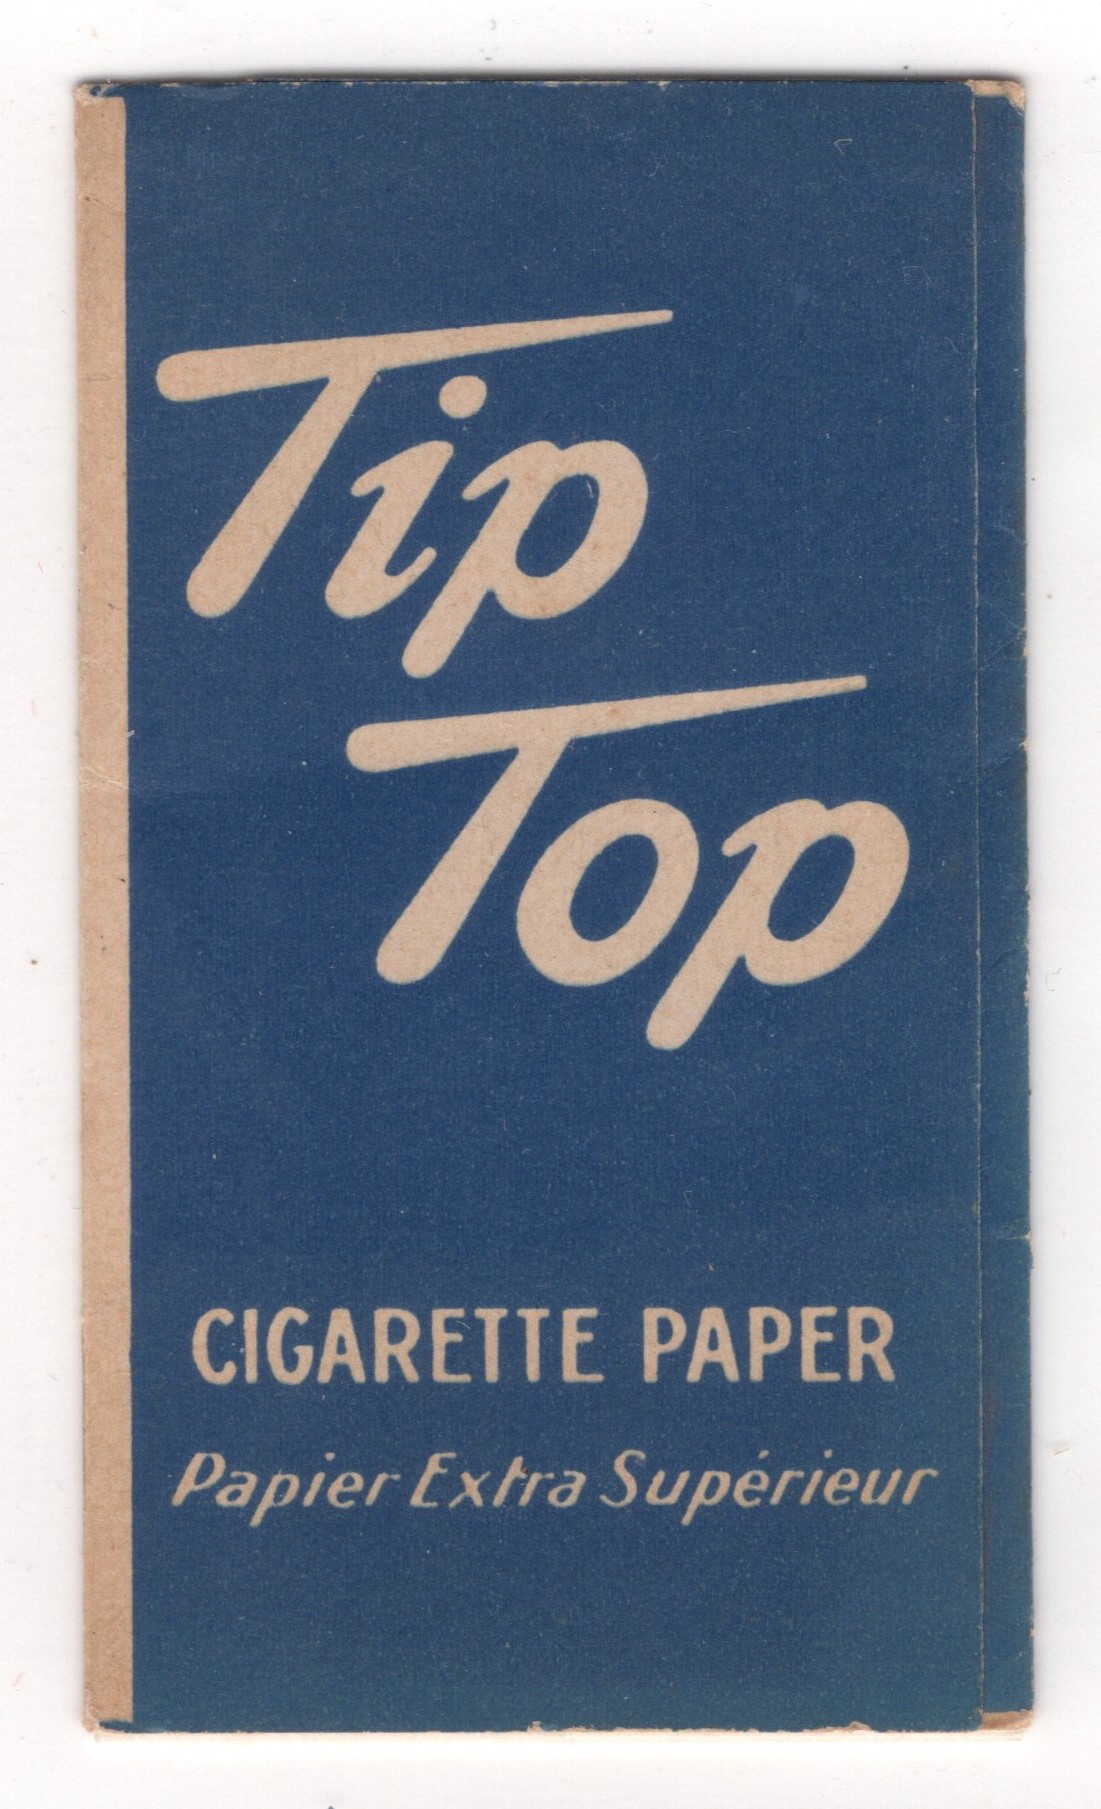 Tip
Top
CIGARETTE PAPER
Papier Extra Supérieur